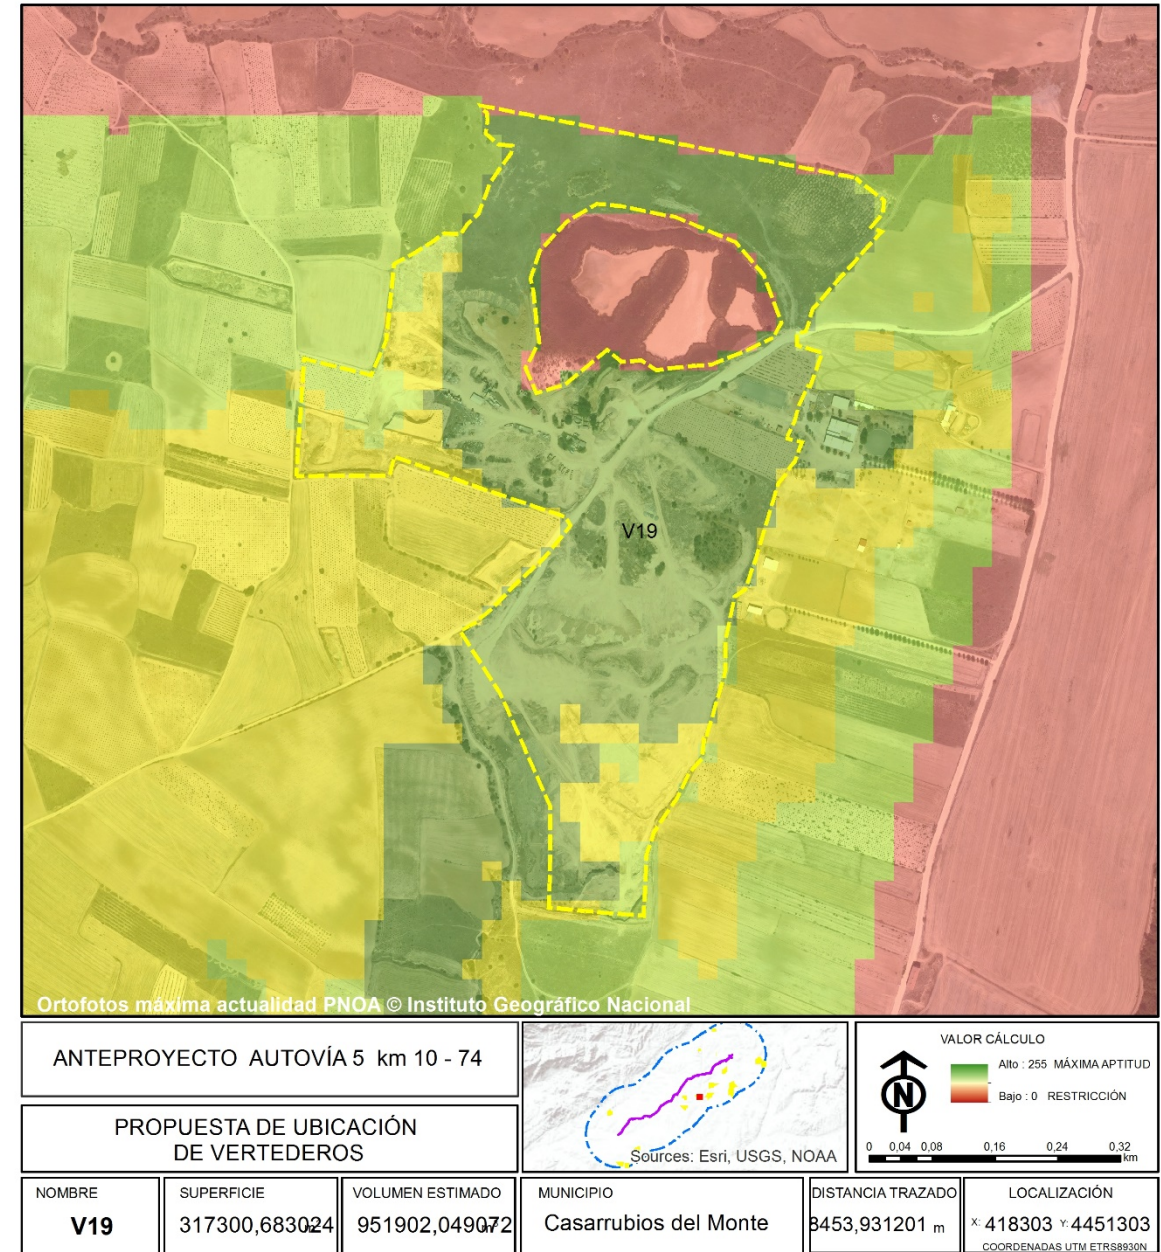 V19
Ortofotos máxima actualidad PNOA © Instituto Geográfico Nacional
ANTEPROYECTO AUTOVÍA 5 km 10 - 74
PROPUESTA DE UBICACIÓN
DE VERTEDEROS
Sources: Esri, USGS, NOAA
N
VALOR CÁLCULO
Alto : 255 MÁXIMA APTITUD
Bajo : 0 RESTRICCIÓN
0 0,04 0,08 0,16 0,24 0,32
km
NOMBRE
V19
SUPERFICIE
317300,683024 m²
VOLUMEN ESTIMADO
951902,049072 m³
MUNICIPIO
Casarrubios del Monte
DISTANCIA TRAZADO
8453,931201 m
LOCALIZACIÓN
X: 418303 Y: 4451303
COORDENADAS UTM ETRS8930N